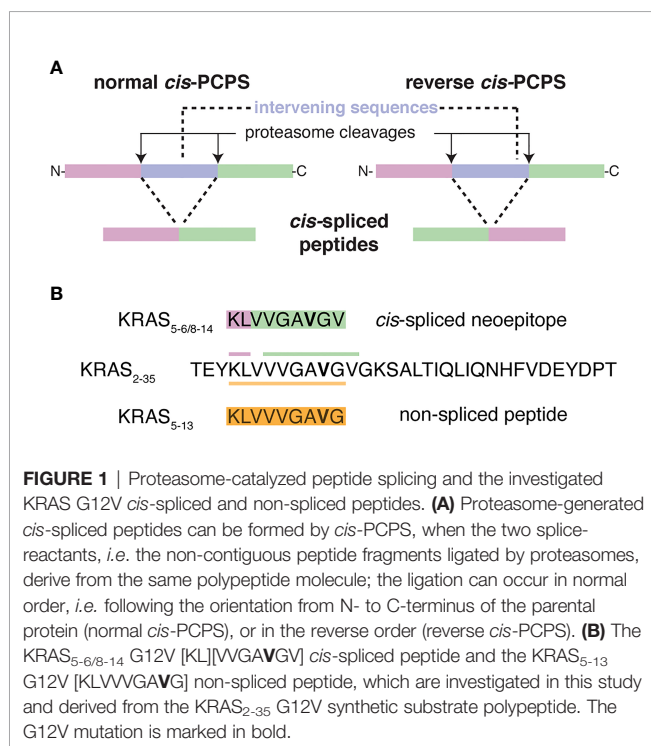 A
normal cis-PCPS reverse cis-PCPS
intervening sequences
proteasome cleavages
N- -C N- -C
cis-spliced
peptides
B
KRAS5-6/8-14 KLVVGAVGV cis-spliced neoepitope
KRAS2-35 TEYKLVVVGAVGVGKSALTIQLIQNHFVDEYDPT
KRAS5-13 KLVVVGAVG non-spliced peptide
FIGURE 1 | Proteasome-catalyzed peptide splicing and the investigated
KRAS G12V cis-spliced and non-spliced peptides. (A) Proteasome-generated
cis-spliced peptides can be formed by cis-PCPS, when the two splice-
reactants, i.e. the non-contiguous peptide fragments ligated by proteasomes,
derive from the same polypeptide molecule; the ligation can occur in normal
order, i.e. following the orientation from N- to C-terminus of the parental
protein (normal cis-PCPS), or in the reverse order (reverse cis-PCPS). (B) The
KRAS5-6/8-14 G12V [KL][VVGAVGV] cis-spliced peptide and the KRAS5-13
G12V [KLVVVGAVG] non-spliced peptide, which are investigated in this study
and derived from the KRAS2-35 G12V synthetic substrate polypeptide. The
G12V mutation is marked in bold.